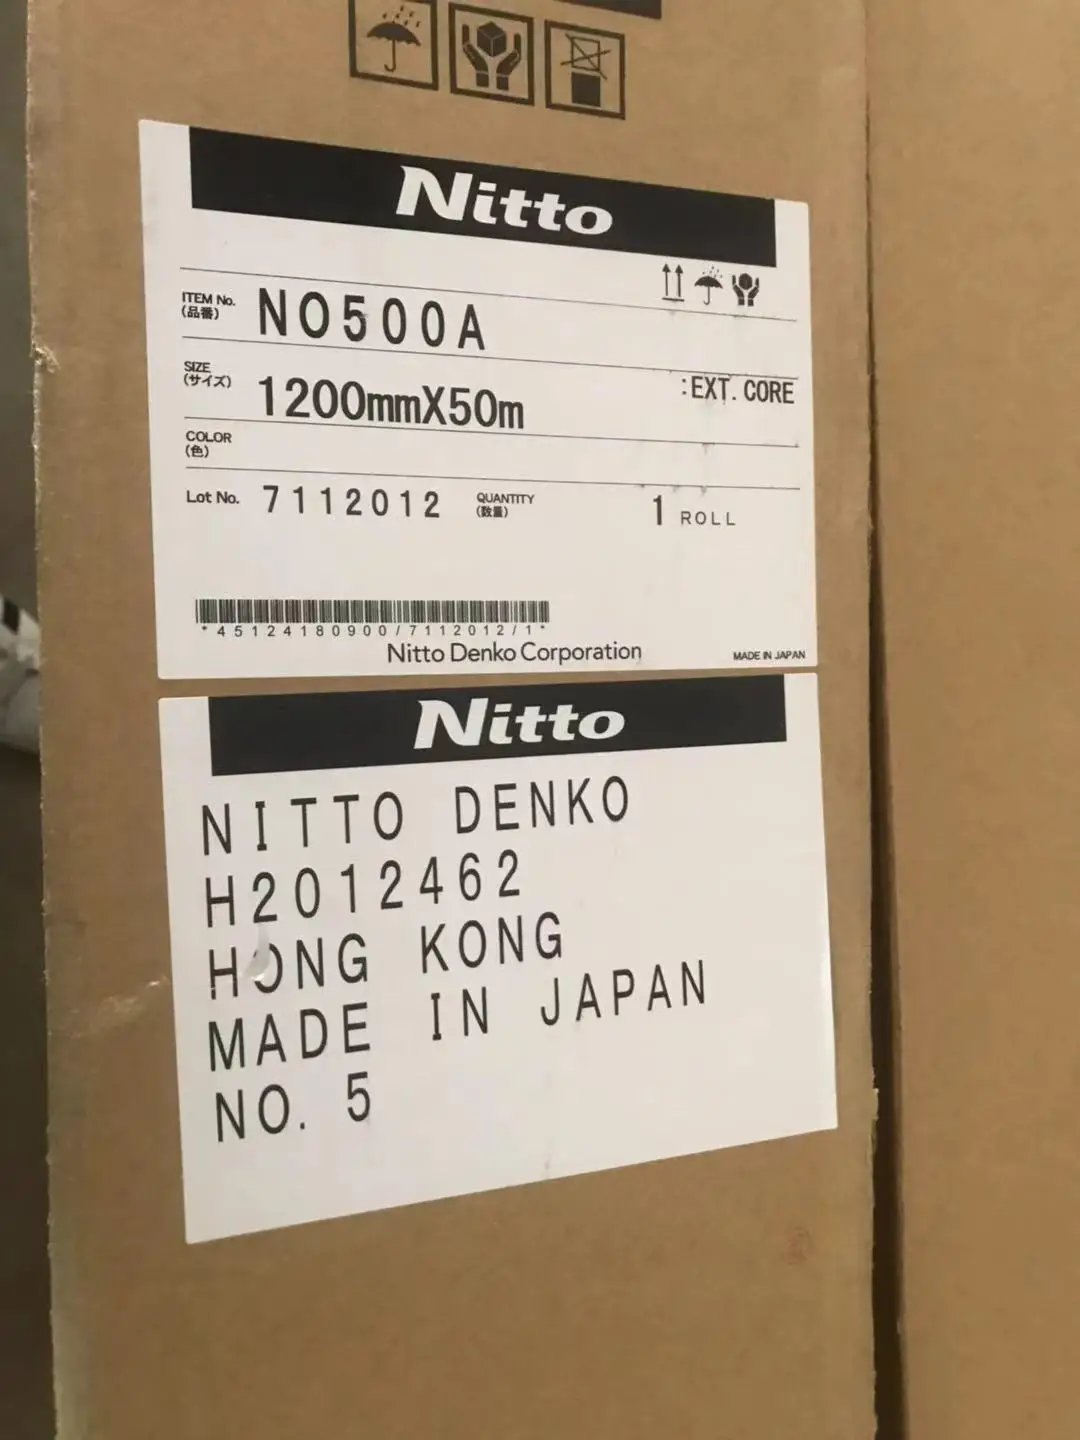 Nitto
ITEM No. NO500A
(品番)
SIZE 1200mmX50m :EXT. CORE
(サイズ)
COLOR
(色)
Lot No. 7112012 QUANTITY 1 ROLL
(数量)
*45124180900/7112012/1*
Nitto Denko Corporation MADE IN JAPAN
Nitto
NITTO DENKO
H2012462
HONG KONG
MADE IN JAPAN
NO. 5